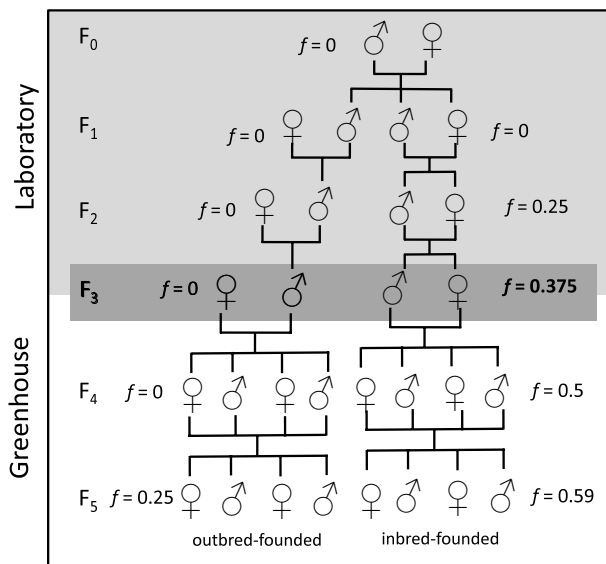 Laboratory
Greenhouse
F0
f = 0
F1
f = 0
f = 0
F2
f = 0
f = 0.25
F3
f = 0
f = 0.375
F4
f = 0
f = 0.5
F5
f = 0.25
f = 0.59
outbred-founded
inbred-founded